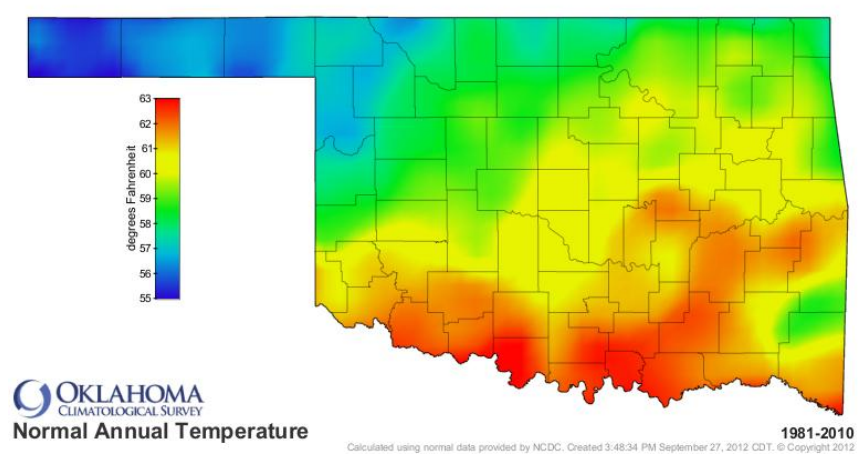 63
62
61
60
59
58
57
56
55
degrees Fahrenheit
OKLAHOMA
CLIMATOLOGICAL SURVEY
Normal Annual Temperature
1981-2010
Calculated using normal data provided by NCDC. Created 3:48:34 PM September 27, 2012 CDT. © Copyright 2012